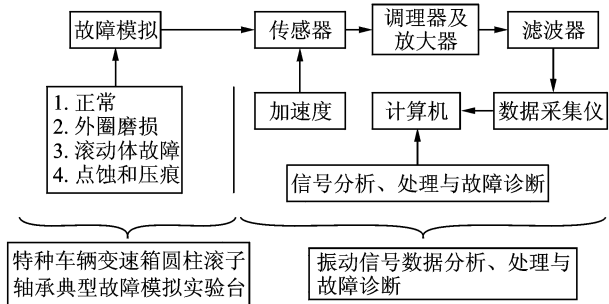 故障模拟
传感器
调理器及
放大器
滤波器
1. 正常
2. 外圈磨损
3. 滚动体故障
4. 点蚀和压痕
加速度
计算机
数据采集仪
信号分析、处理与故障诊断
特种车辆变速箱圆柱滚子
轴承典型故障模拟实验台
振动信号数据分析、处理与
故障诊断